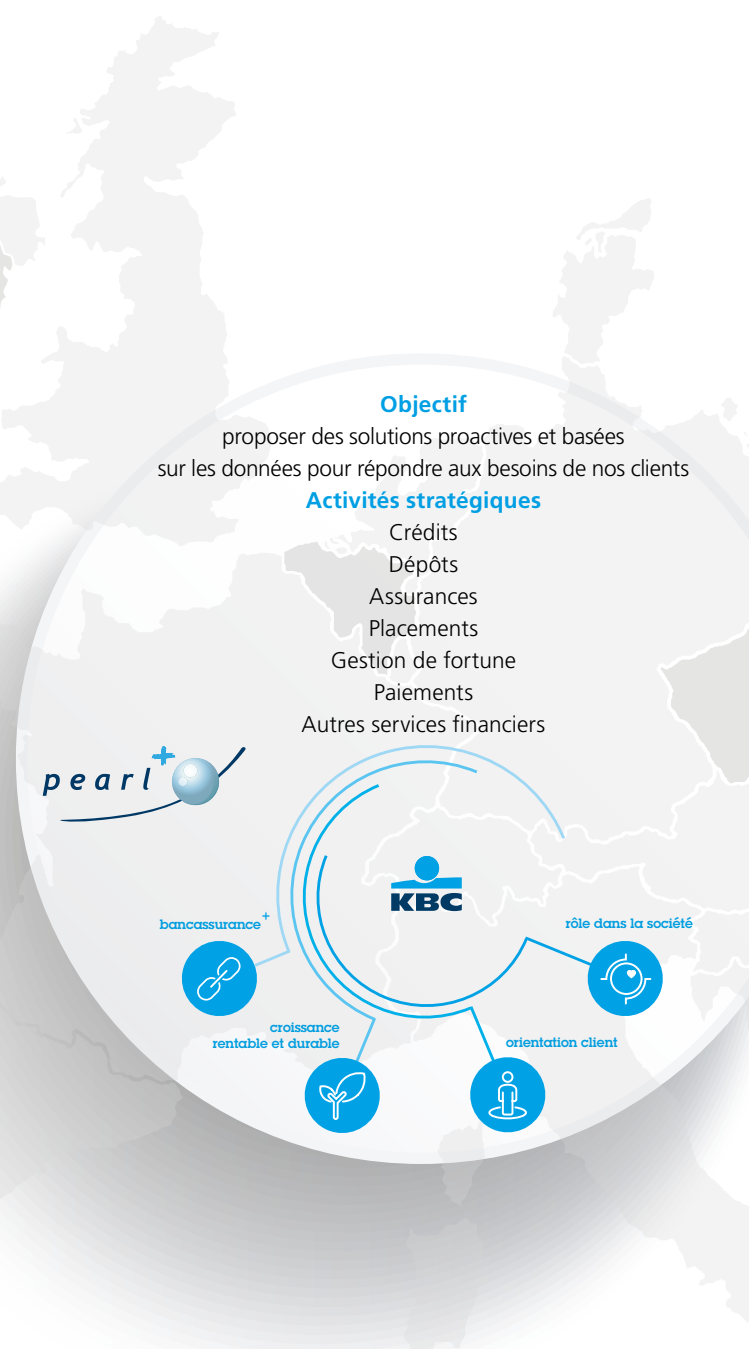 Objectif
proposer des solutions proactives et basées
sur les données pour répondre aux besoins de nos clients
Activités stratégiques
Crédits
Dépôts
Assurances
Placements
Gestion de fortune
Paiements
Autres services financiers
pearl+
KBC
bancassurance+
rôle dans la société
croissance
rentable et durable
orientation client